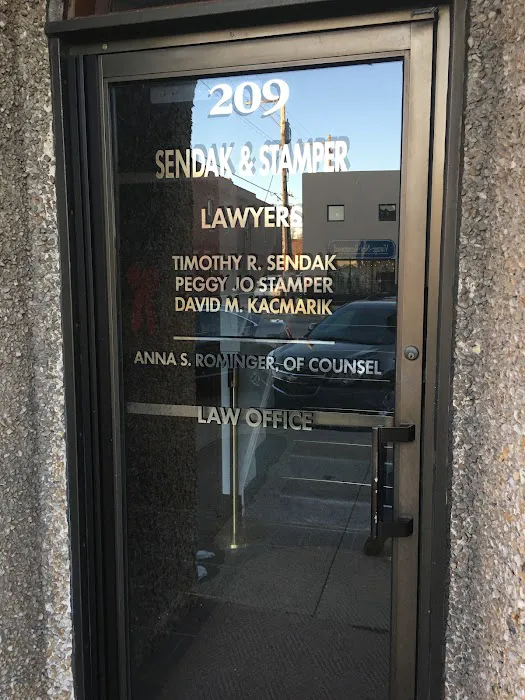 209
SENDAK & STAMPER
LAWYERS
TIMOTHY R. SENDAK
PEGGY JO STAMPER
DAVID M. KACMARIK
ANNA S. ROMINGER, OF COUNSEL
LAW OFFICE